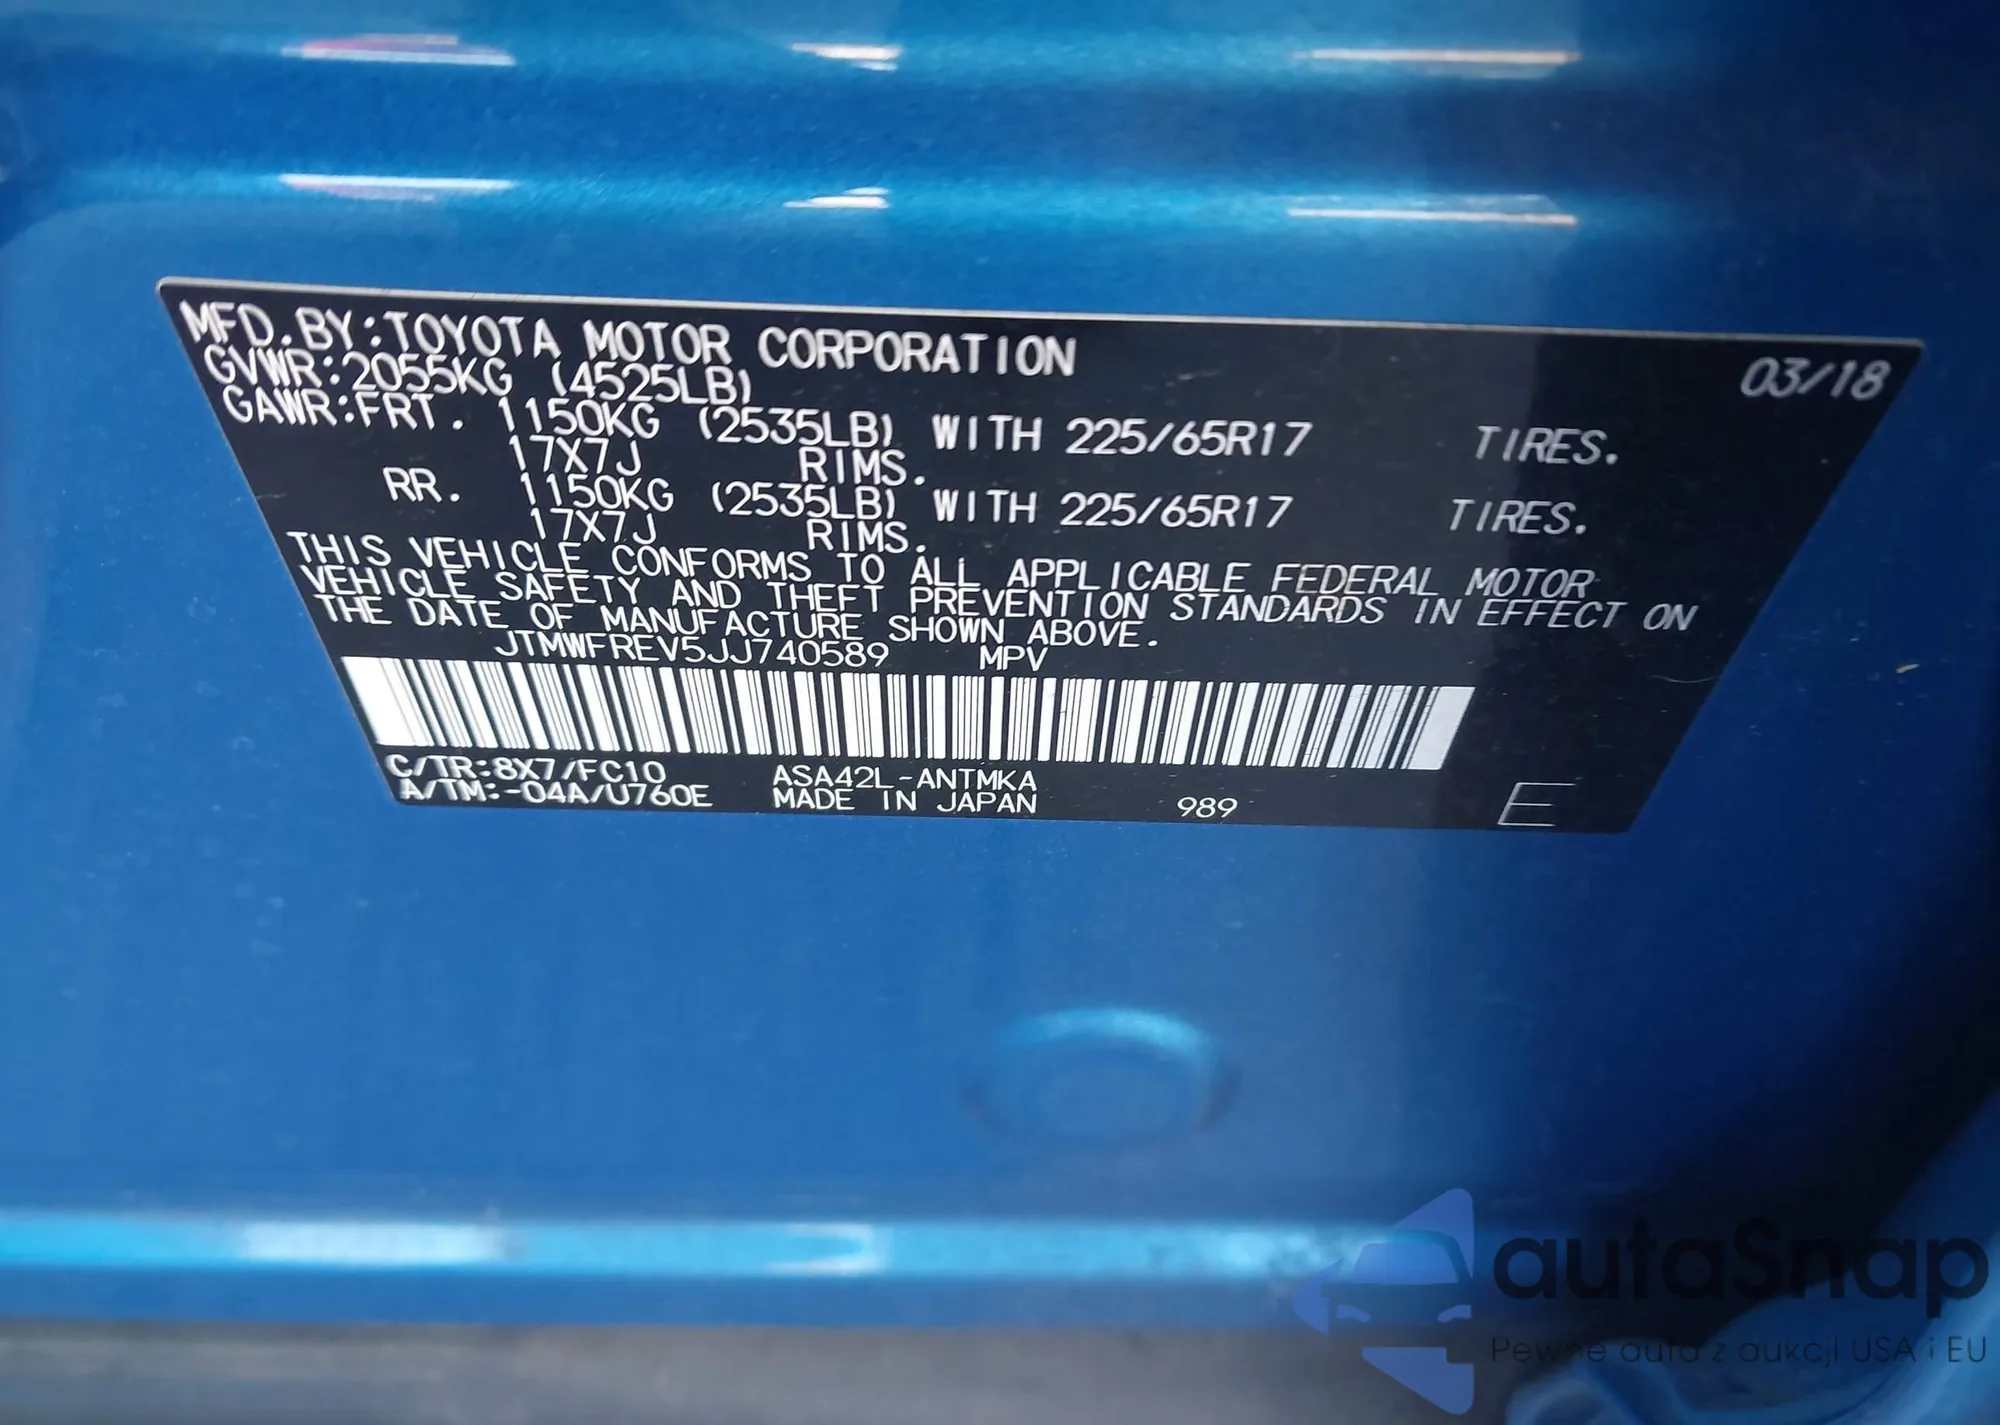 MFD.BY:TOYOTA MOTOR CORPORATION 03/18
GVWR:2055KG (4525LB)
GAWR:FRT. 1150KG (2535LB) WITH 225/65R17 TIRES.
17X7J RIMS.
RR. 1150KG (2535LB) WITH 225/65R17 TIRES.
17X7J RIMS.
THIS VEHICLE CONFORMS TO ALL APPLICABLE FEDERAL MOTOR
VEHICLE SAFETY AND THEFT PREVENTION STANDARDS IN EFFECT ON
THE DATE OF MANUFACTURE SHOWN ABOVE.
JTMWFREV5JJ740589 MPV
C/TR:8X7/FC10 ASA42L-ANTMKA
A/TM:-04A/U760E MADE IN JAPAN 989 E
autaSnap
Pewne auta z aukcji USA i EU